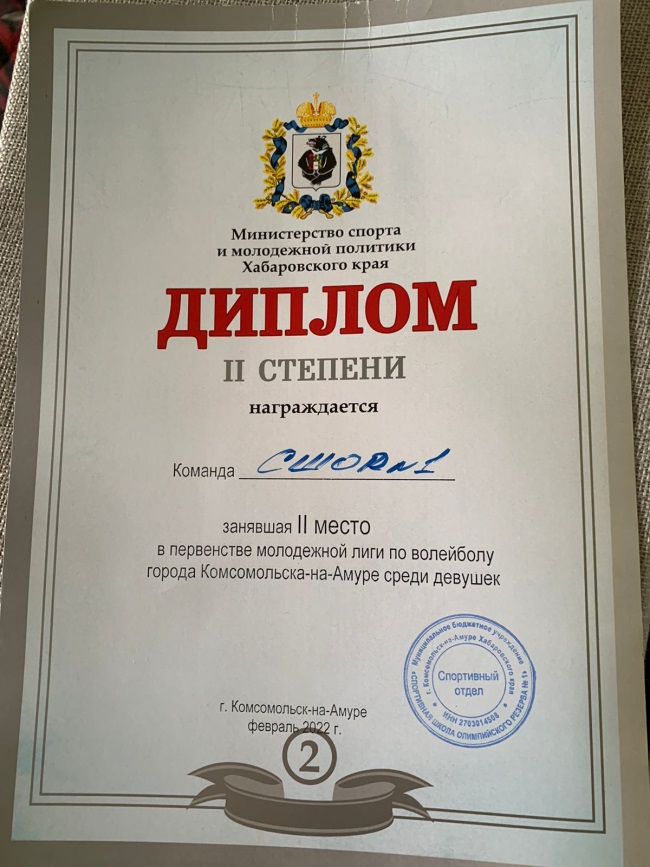 Министерство спорта
и молодежной политики
Хабаровского края
ДИПЛОМ
II СТЕПЕНИ
награждается
Команда СШОР№1
занявшая II место
в первенстве молодежной лиги по волейболу
города Комсомольска-на-Амуре среди девушек
Муниципальное бюджетное учреждение
"СПОРТИВНАЯ ШКОЛА ОЛИМПИЙСКОГО РЕЗЕРВА № 1"
г. Комсомольск-на-Амуре Хабаровского края
* ИНН 2703014508 *
Спортивный
отдел
г. Комсомольск-на-Амуре
февраль 2022 г.
2